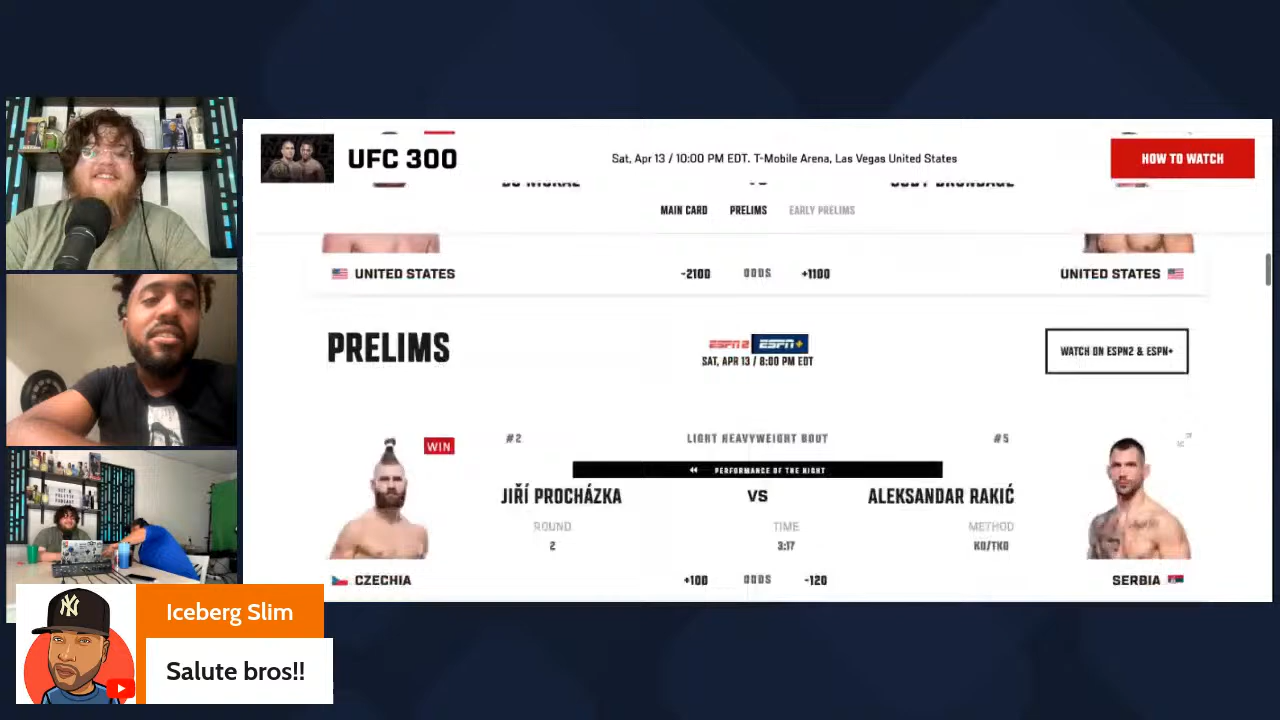 UFC 300
Sat, Apr 13 / 10:00 PM EDT. T-Mobile Arena, Las Vegas United States
HOW TO WATCH
VS
MAIN CARD PRELIMS EARLY PRELIMS
UNITED STATES -2100 ODDS +1100 UNITED STATES
PRELIMS
ESPN2 ESPN+
SAT, APR 13 / 8:00 PM EDT
WATCH ON ESPN2 & ESPN+
WIN
#2 LIGHT HEAVYWEIGHT BOUT #5
PERFORMANCE OF THE NIGHT
JIŘÍ PROCHÁZKA VS ALEKSANDAR RAKIĆ
ROUND TIME METHOD
2 3:17 KO/TKO
CZECHIA +100 ODDS -120 SERBIA
Iceberg Slim
Salute bros!!